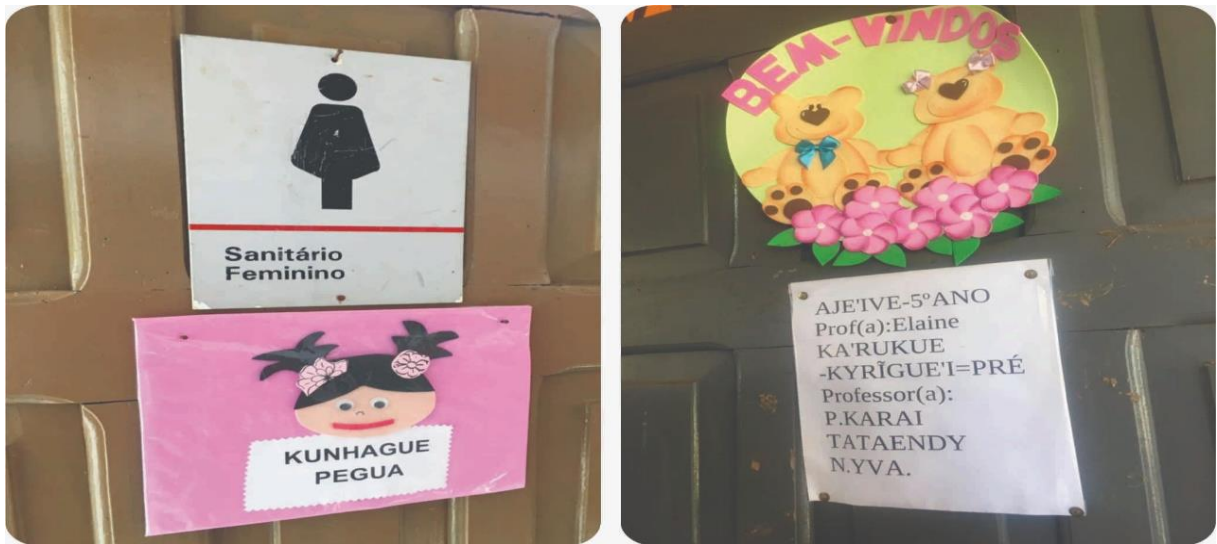 Sanitário
Feminino
KUNHAGUE
PEGUA
BEM-VINDOS
AJE'IVE-5ºANO
Prof(a):Elaine
KA'RUKUE
-KYRĨGUE'I=PRÉ
Professor(a):
P.KARAI
TATAENDY
N.YVA.